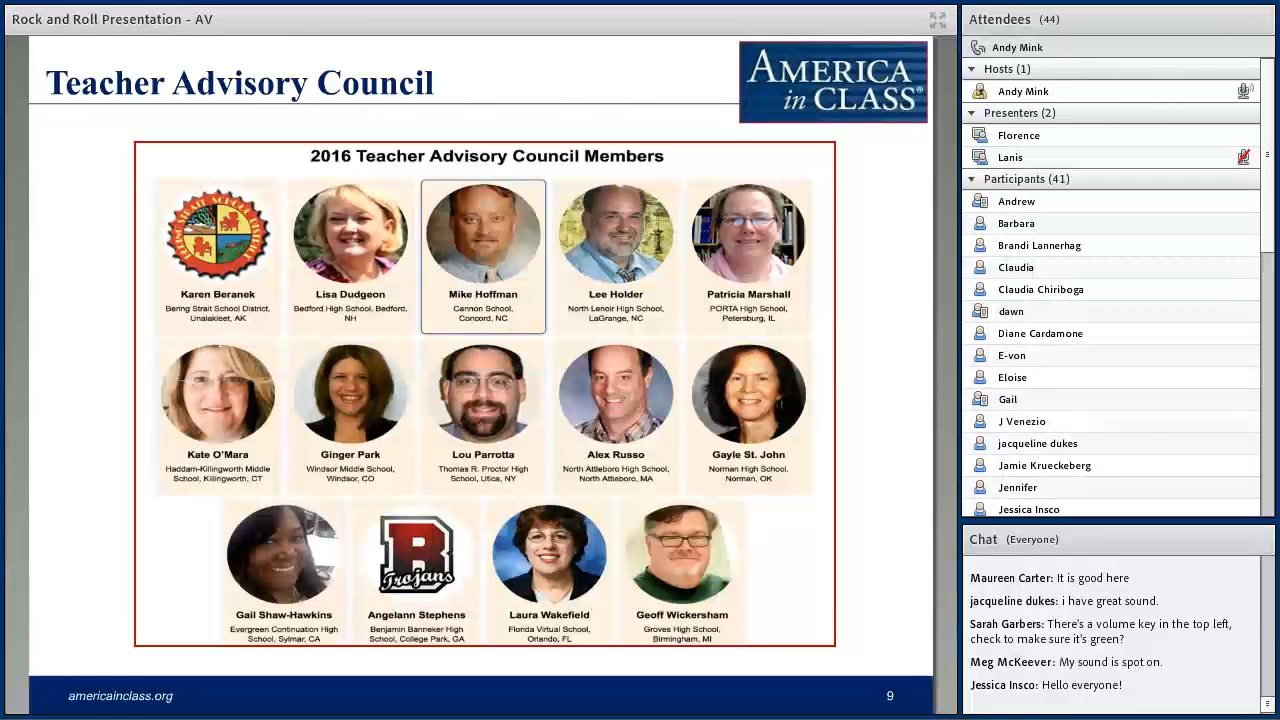 Rock and Roll Presentation - AV
Teacher Advisory Council
AMERICA
in CLASS®
2016 Teacher Advisory Council Members
Karen Beranek
Bering Strait School District,
Unalakleet, AK
Lisa Dudgeon
Bedford High School. Bedford,
NH
Mike Hoffman
Cannon School,
Concord, NC
Lee Holder
North Lenoir High School,
LaGrange, NC
Patricia Marshall
PORTA High School,
Petersburg, IL
Kate O'Mara
Haddam-Killingworth Middle
School, Killingworth, CT
Ginger Park
Windsor Middle School,
Windsor, CO
Lou Parrotta
Thomas R. Proctor High
School, Utica, NY
Alex Russo
North Attleboro High School,
North Attleboro, MA
Gayle St. John
Norman High School.
Norman, OK
B
Trojans
Gail Shaw-Hawkins
Evergreen Continuation High
School, Sylmar, CA
Angelann Stephens
Benjamin Banneker High
School, College Park, GA
Laura Wakefield
Florida Virtual School,
Orlando, FL
Geoff Wickersham
Groves High School,
Birmingham, MI
americainclass.org
9
Attendees (44)
Andy Mink
Hosts (1)
Andy Mink
Presenters (2)
Florence
Lanis
Participants (41)
Andrew
Barbara
Brandi Lannerhag
Claudia
Claudia Chiriboga
dawn
Diane Cardamone
E-von
Eloise
Gail
J Venezio
jacqueline dukes
Jamie Krueckeberg
Jennifer
Jessica Insco
Chat (Everyone)
Maureen Carter: It is good here
jacqueline dukes: i have great sound.
Sarah Garbers: There's a volume key in the top left,
check to make sure it's green?
Meg McKeever: My sound is spot on.
Jessica Insco: Hello everyone!